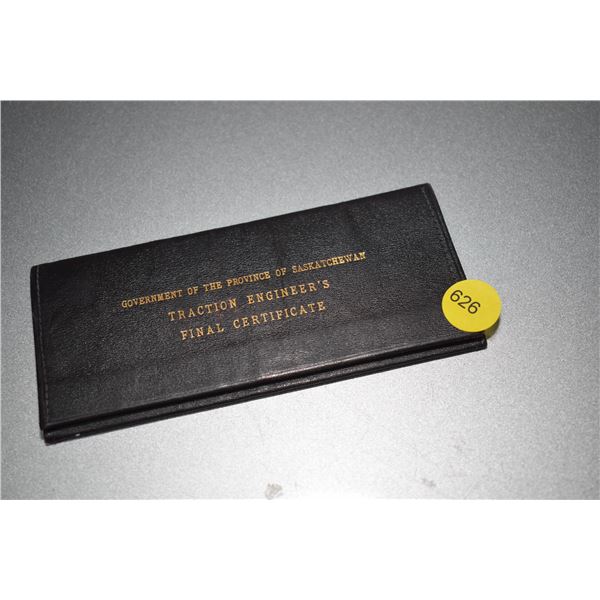 GOVERNMENT OF THE PROVINCE OF SASKATCHEWAN
TRACTION ENGINEER'S
FINAL CERTIFICATE
626